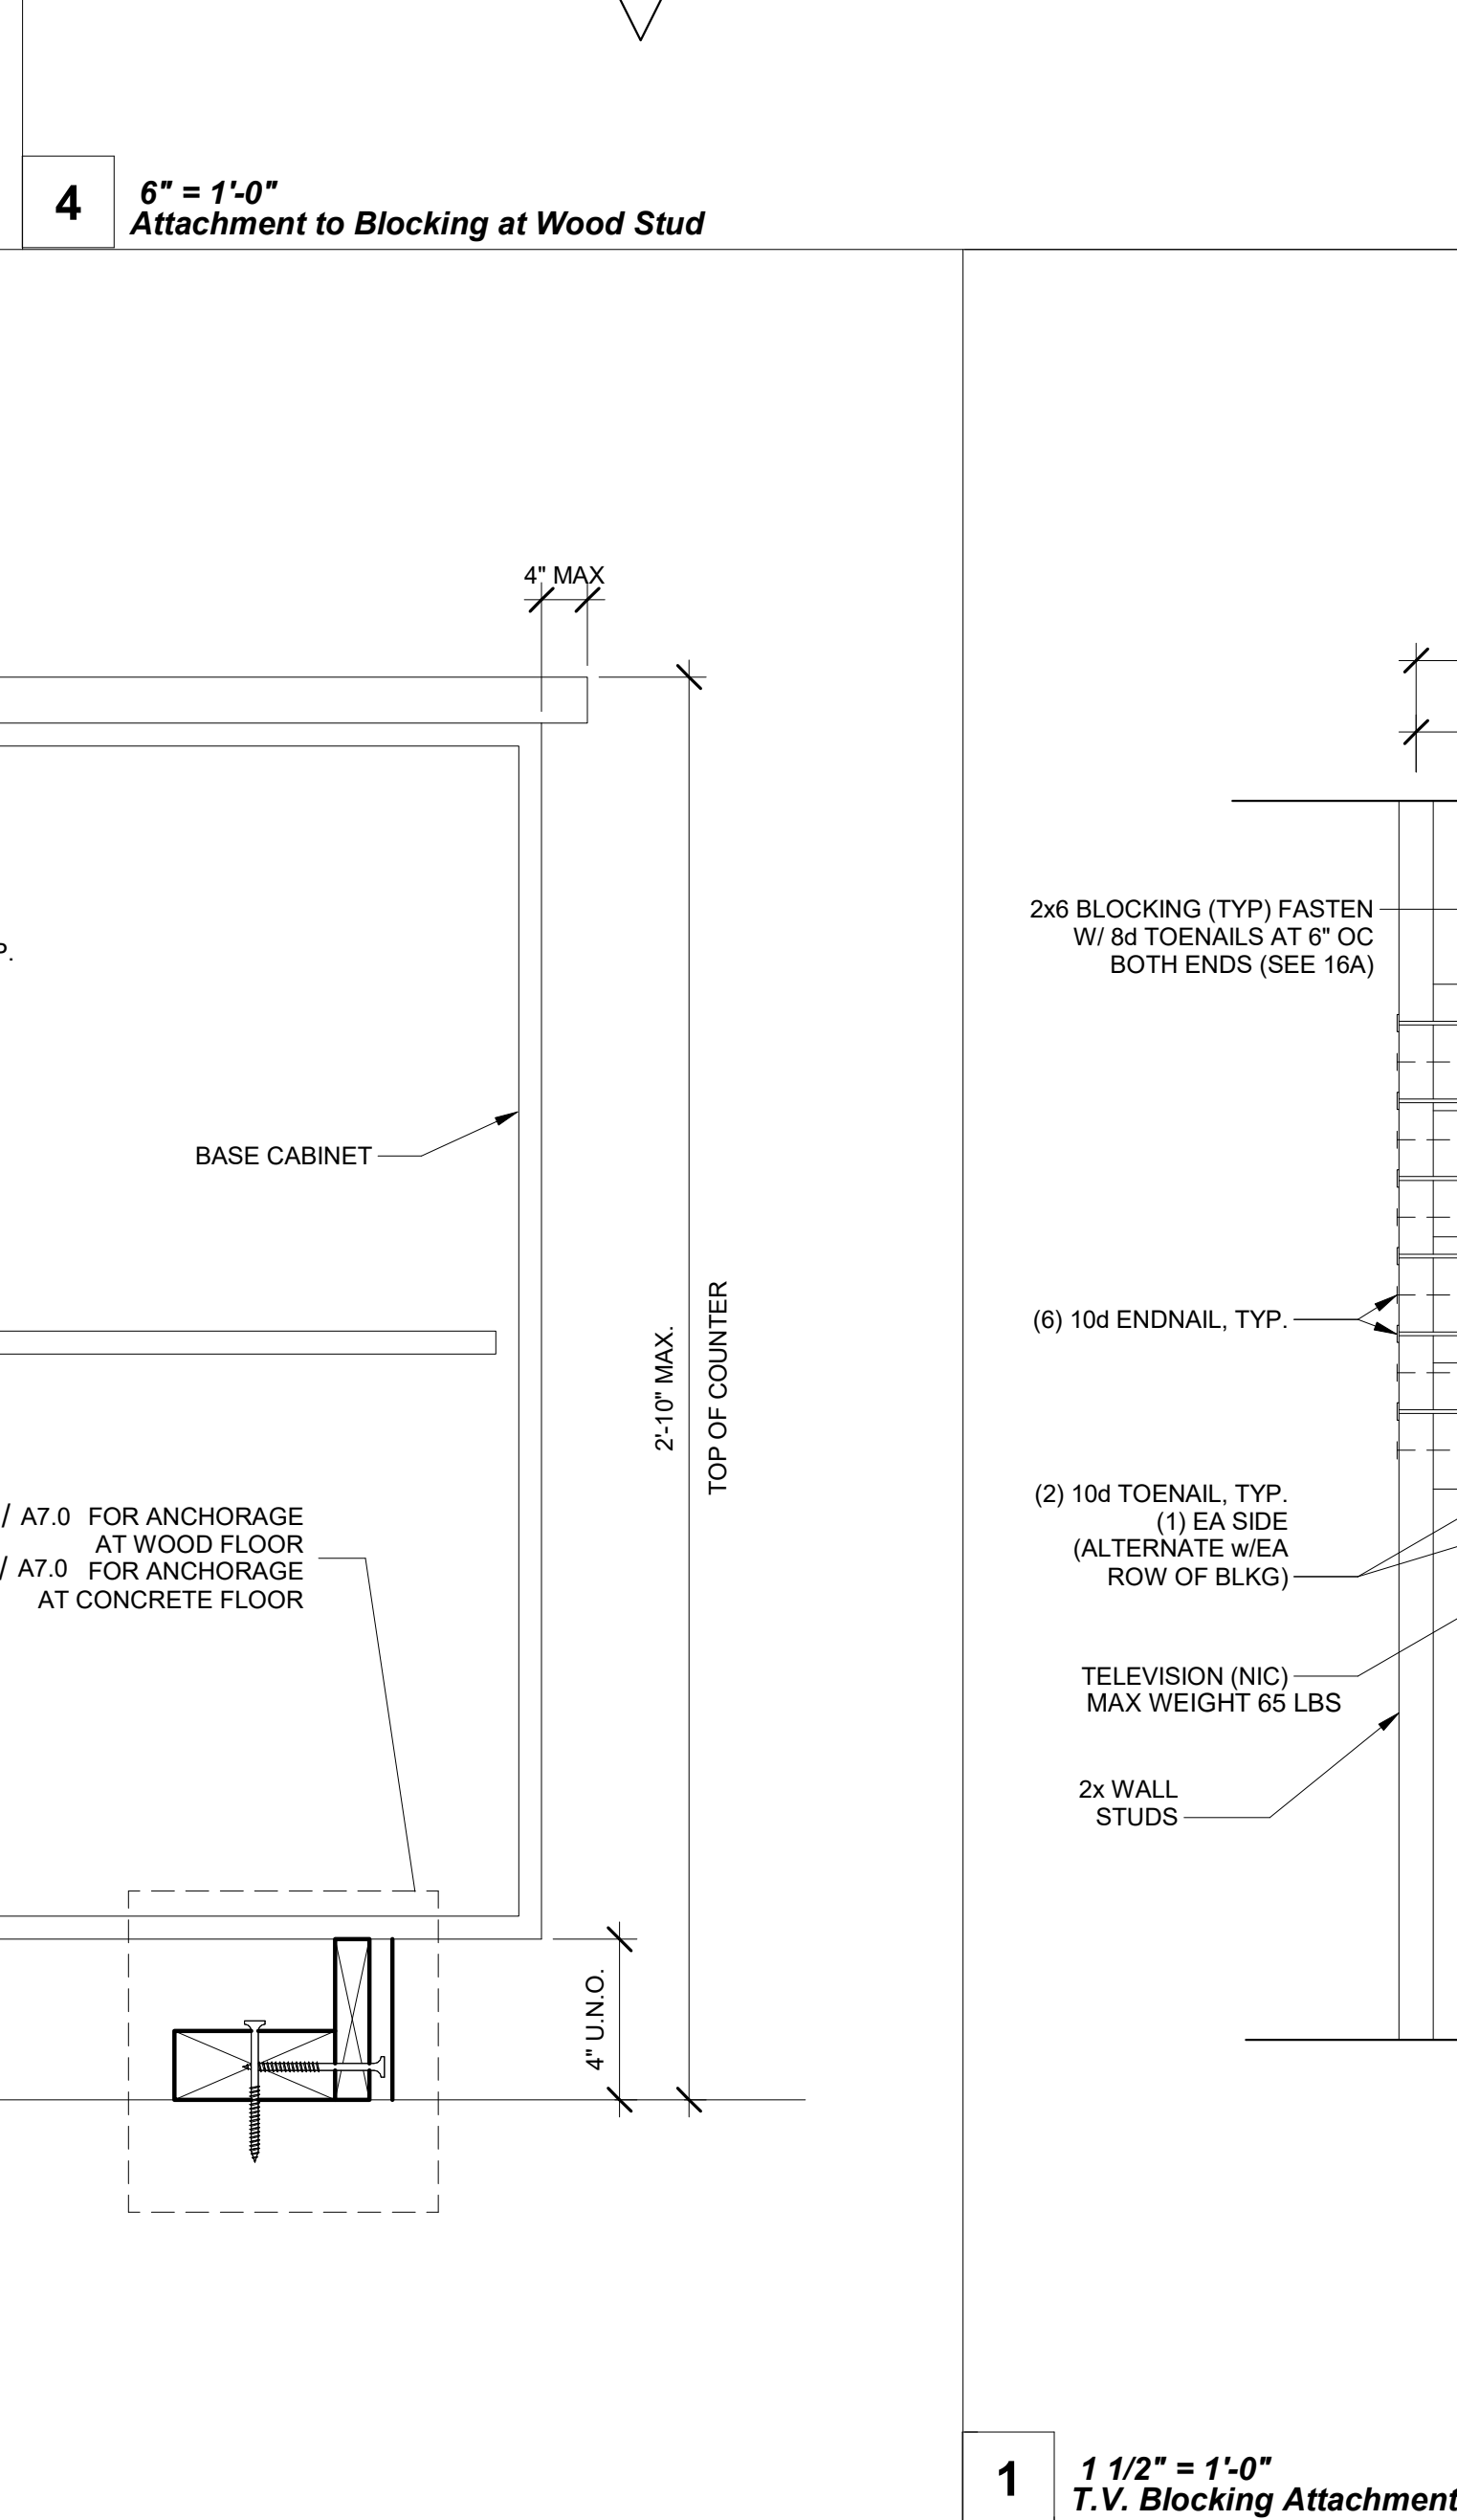 4
6" = 1'-0"
Attachment to Blocking at Wood Stud
4" MAX
BASE CABINET
2'-10" MAX.
TOP OF COUNTER
/ A7.0 FOR ANCHORAGE
AT WOOD FLOOR
/ A7.0 FOR ANCHORAGE
AT CONCRETE FLOOR
4" U.N.O.
2x6 BLOCKING (TYP) FASTEN
W/ 8d TOENAILS AT 6" OC
BOTH ENDS (SEE 16A)
(6) 10d ENDNAIL, TYP.
(2) 10d TOENAIL, TYP.
(1) EA SIDE
(ALTERNATE w/EA
ROW OF BLKG)
TELEVISION (NIC)
MAX WEIGHT 65 LBS
2x WALL
STUDS
1
1 1/2" = 1'-0"
T.V. Blocking Attachment